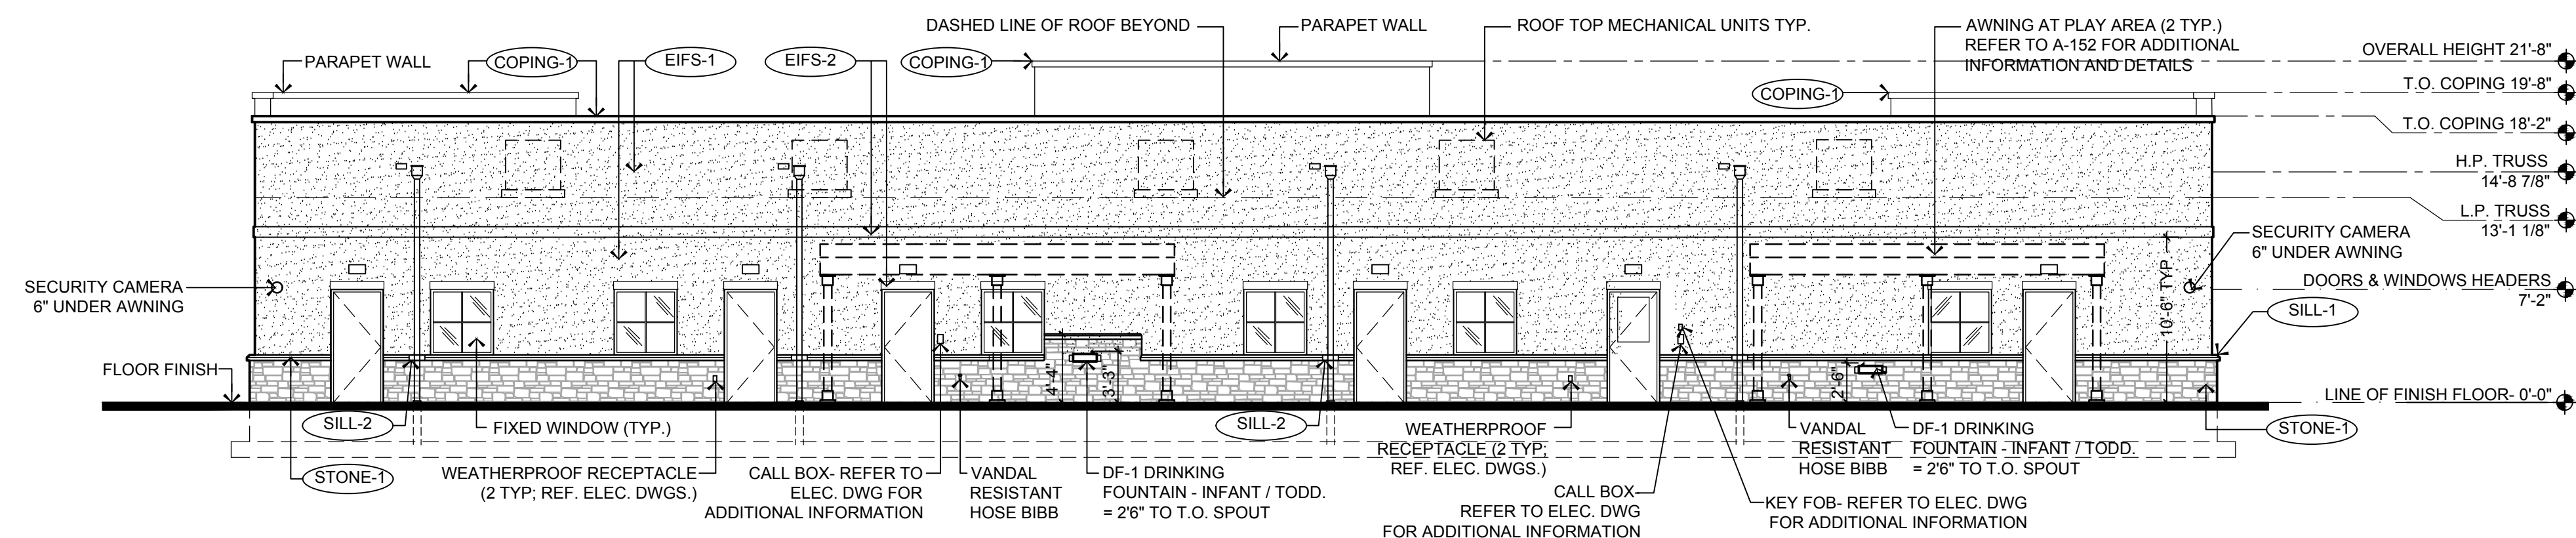 DASHED LINE OF ROOF BEYOND
PARAPET WALL
ROOF TOP MECHANICAL UNITS TYP.
AWNING AT PLAY AREA (2 TYP.)
REFER TO A-152 FOR ADDITIONAL
INFORMATION AND DETAILS
OVERALL HEIGHT 21'-8"
PARAPET WALL
COPING-1
EIFS-1
EIFS-2
COPING-1
COPING-1
T.O. COPING 19'-8"
T.O. COPING 18'-2"
H.P. TRUSS
14'-8 7/8"
L.P. TRUSS
13'-1 1/8"
SECURITY CAMERA
6" UNDER AWNING
SECURITY CAMERA
6" UNDER AWNING
10'-6" TYP
DOORS & WINDOWS HEADERS
7'-2"
SILL-1
FLOOR FINISH
4'-4"
3'-3"
2'-6"
LINE OF FINISH FLOOR- 0'-0"
SILL-2
FIXED WINDOW (TYP.)
SILL-2
STONE-1
STONE-1
WEATHERPROOF RECEPTACLE
(2 TYP; REF. ELEC. DWGS.)
CALL BOX- REFER TO
ELEC. DWG FOR
ADDITIONAL INFORMATION
VANDAL
RESISTANT
HOSE BIBB
DF-1 DRINKING
FOUNTAIN - INFANT / TODD.
= 2'6" TO T.O. SPOUT
WEATHERPROOF
RECEPTACLE (2 TYP;
REF. ELEC. DWGS.)
CALL BOX-
REFER TO ELEC. DWG
FOR ADDITIONAL INFORMATION
KEY FOB- REFER TO ELEC. DWG
FOR ADDITIONAL INFORMATION
VANDAL
RESISTANT
HOSE BIBB
DF-1 DRINKING
FOUNTAIN - INFANT / TODD.
= 2'6" TO T.O. SPOUT